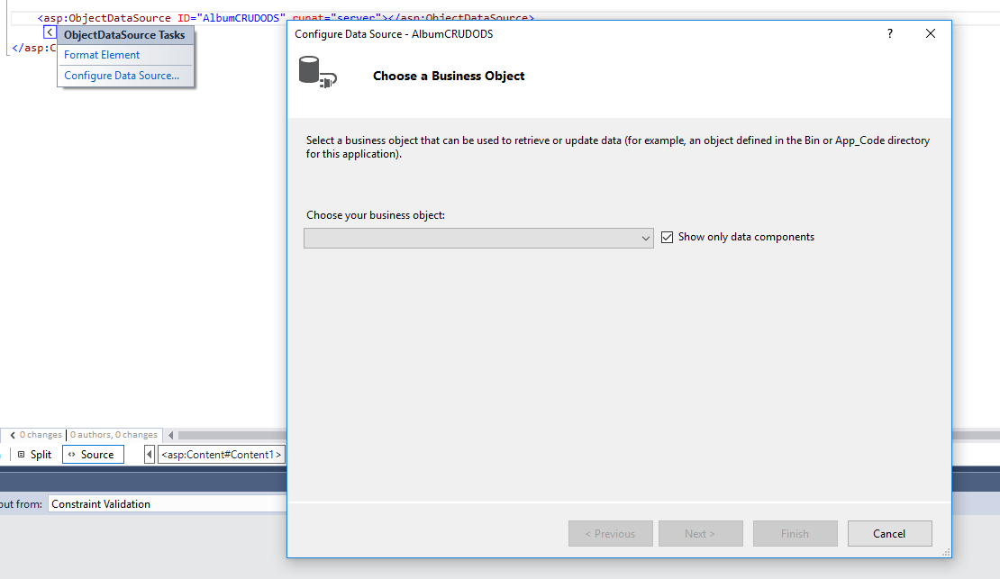 <asp:ObjectDataSource ID="AlbumCRUDODS" runat="server"></asp:ObjectDataSource>
ObjectDataSource Tasks
</asp:C
Format Element
Configure Data Source...
Configure Data Source - AlbumCRUDODS
?
Choose a Business Object
Select a business object that can be used to retrieve or update data (for example, an object defined in the Bin or App_Code directory
for this application).
Choose your business object:
Show only data components
0 changes
0 authors, 0 changes
Split
Source
<asp:Content#Content1>
out from:
Constraint Validation
< Previous
Next >
Finish
Cancel